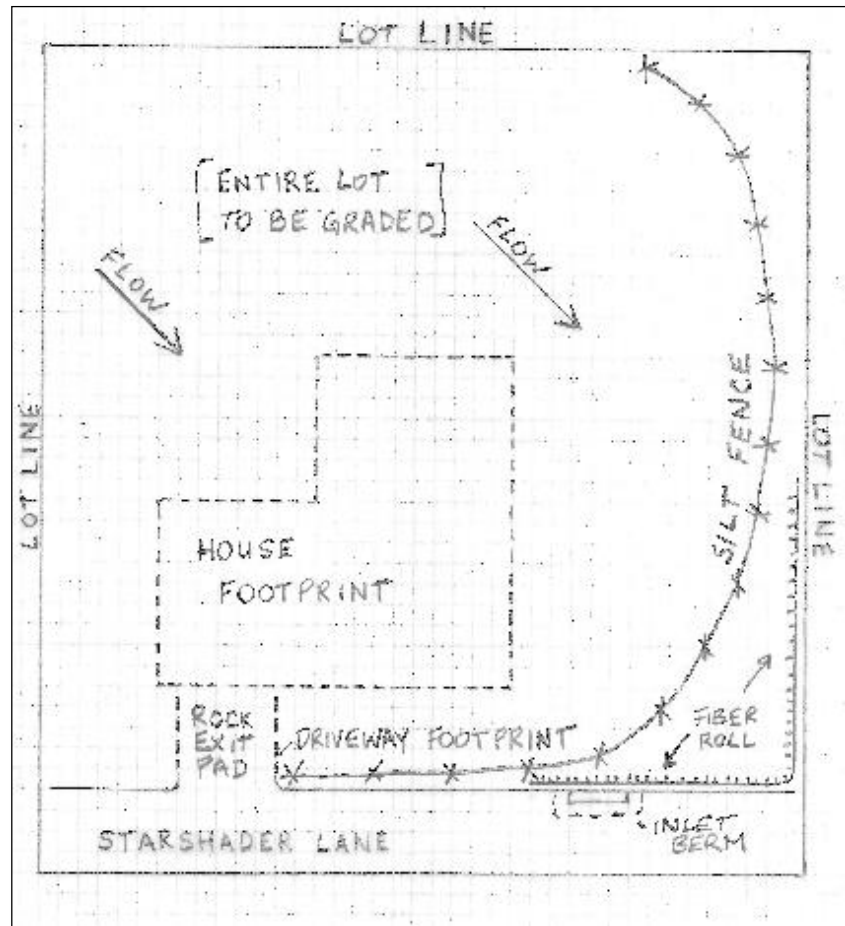 LOT LINE
ENTIRE LOT
TO BE GRADED
FLOW
FLOW
LOT LINE
SILT FENCE
LOT LINE
HOUSE
FOOTPRINT
ROCK
EXIT
PAD
DRIVEWAY FOOTPRINT
FIBER
ROLL
STARSHADER LANE
INLET
BERM